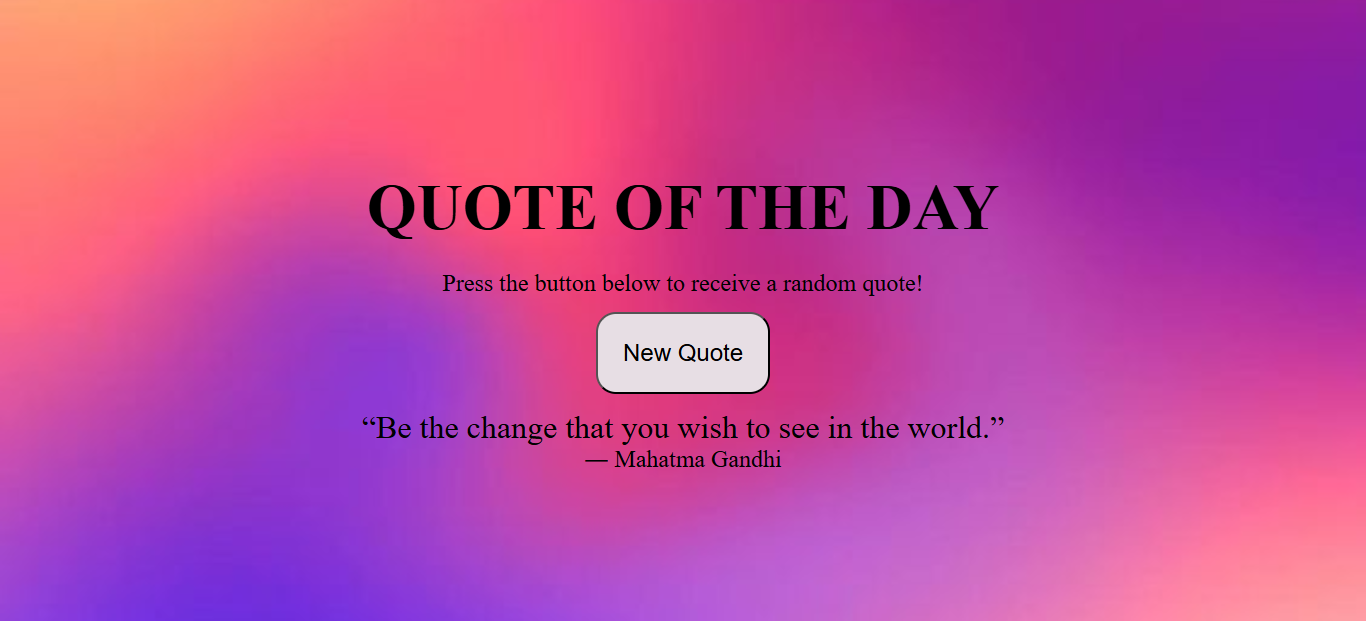 QUOTE OF THE DAY
Press the button below to receive a random quote!
New Quote
“Be the change that you wish to see in the world.”
— Mahatma Gandhi